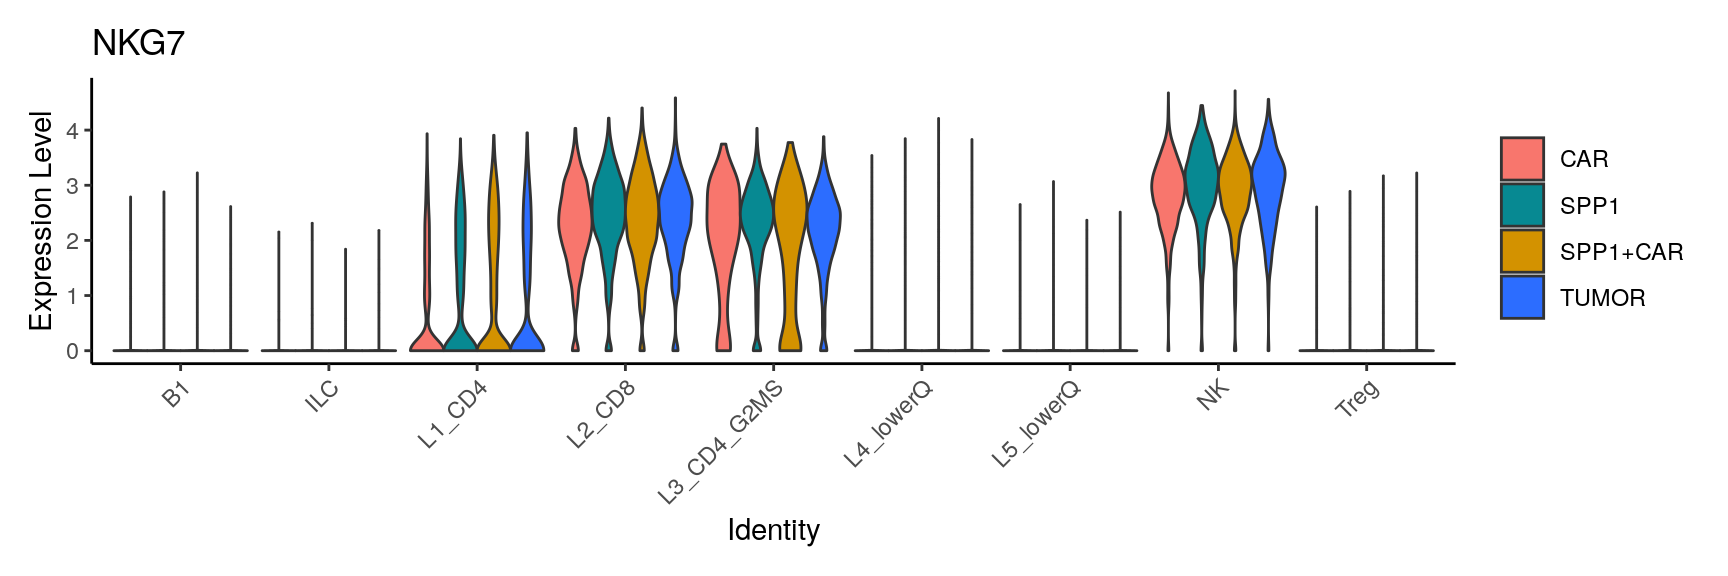 NKG7
Expression Level
4
3
2
1
0
B1
ILC
L1_CD4
L2_CD8
L3_CD4_G2MS
L4_lowerQ
L5_lowerQ
NK
Treg
Identity
CAR
SPP1
SPP1+CAR
TUMOR